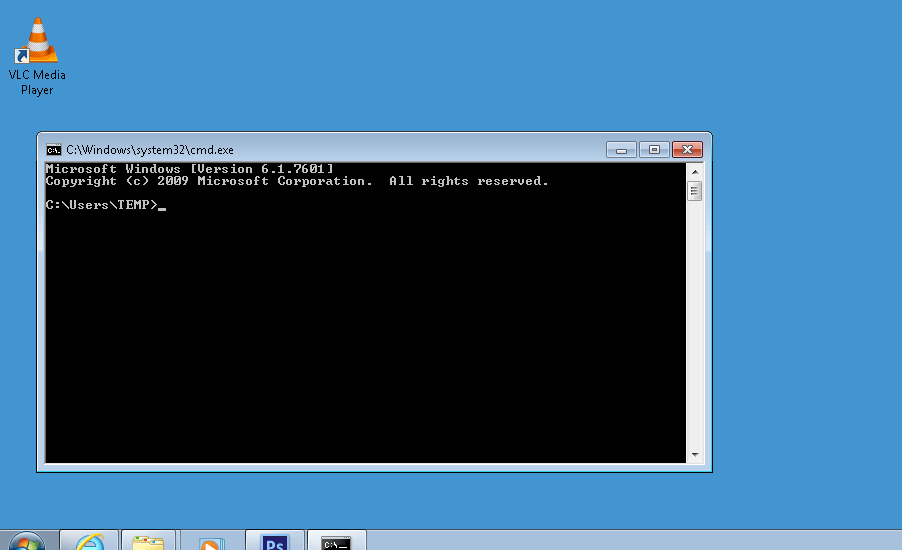 VLC Media
Player
C:\Windows\system32\cmd.exe
Microsoft Windows [Version 6.1.7601]
Copyright (c) 2009 Microsoft Corporation.  All rights reserved.
C:\Users\TEMP>_
Ps
C:\.